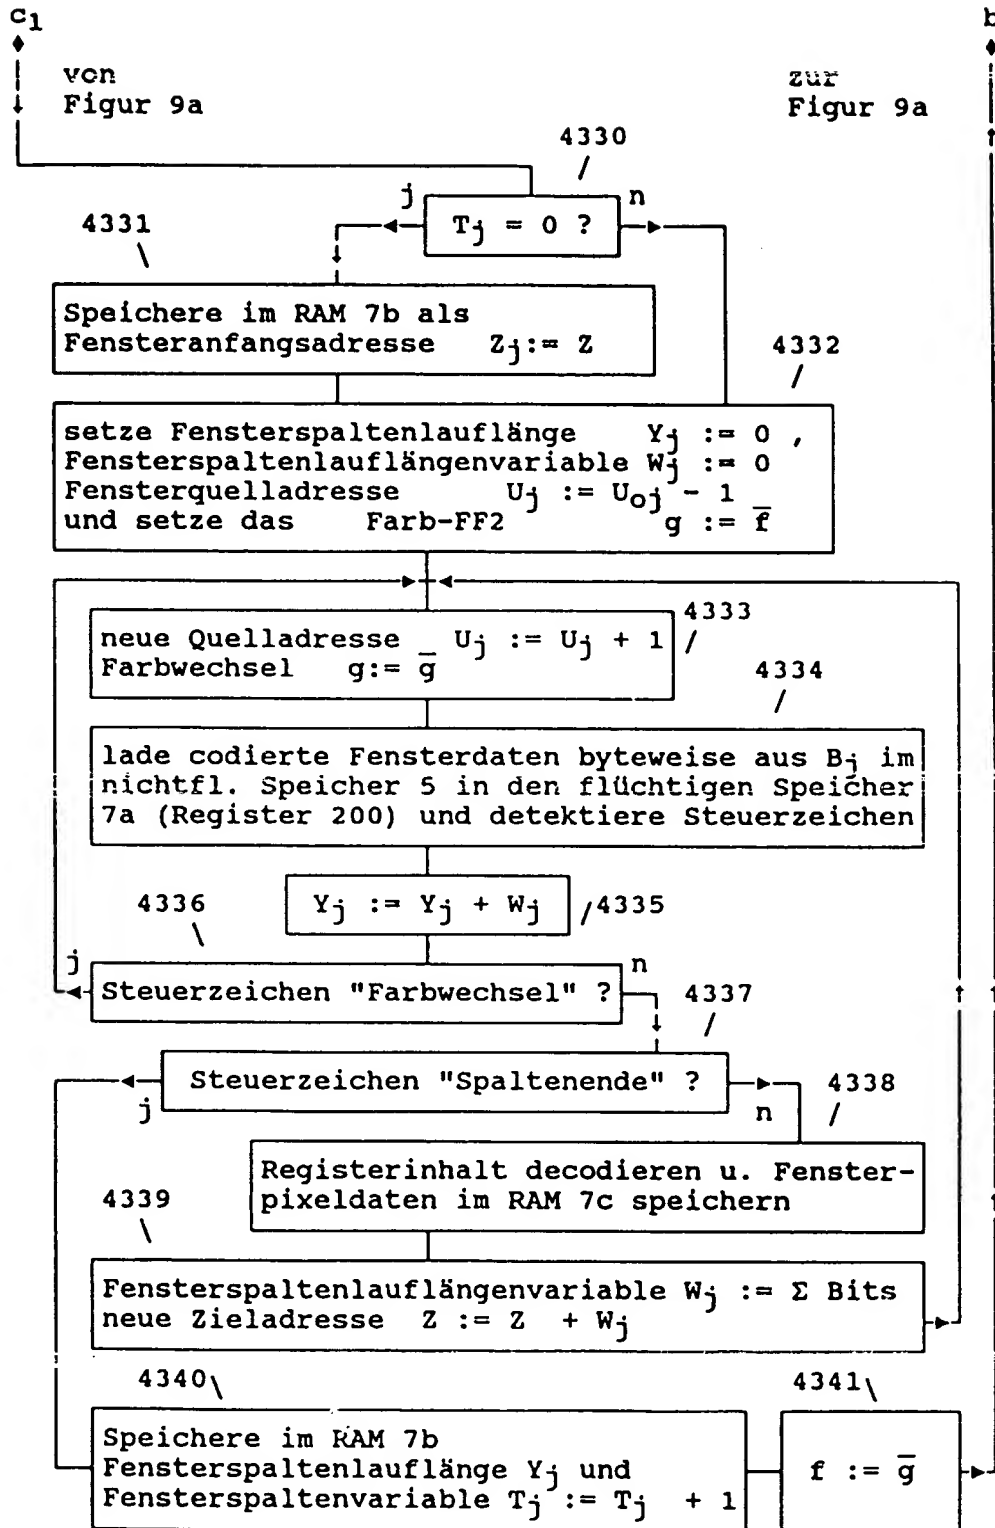 c1
b
von
Figur 9a
zur
Figur 9a
4330
/
j
n
Tj = 0 ?
4331
\
Speichere im RAM 7b als
Fensteranfangsadresse Zj:= Z
4332
/
setze Fensterspaltenlauflänge Yj := 0 ,
Fensterspaltenlauflängenvariable Wj := 0
Fensterquelladresse Uj := Uoj - 1
und setze das Farb-FF2 g := f̅
4333
/
neue Quelladresse Uj := Uj + 1
Farbwechsel g:= g̅
4334
/
lade codierte Fensterdaten byteweise aus Bj im
nichtfl. Speicher 5 in den flüchtigen Speicher
7a (Register 200) und detektiere Steuerzeichen
Yj := Yj + Wj
/4335
4336
\
j
n
Steuerzeichen "Farbwechsel" ?
4337
/
Steuerzeichen "Spaltenende" ?
j
n
4338
/
Registerinhalt decodieren u. Fenster-
pixeldaten im RAM 7c speichern
4339
\
Fensterspaltenlauflängenvariable Wj := Σ Bits
neue Zieladresse Z := Z + Wj
4340\
Speichere im RAM 7b
Fensterspaltenlauflänge Yj und
Fensterspaltenvariable Tj := Tj + 1
4341\
f := g̅